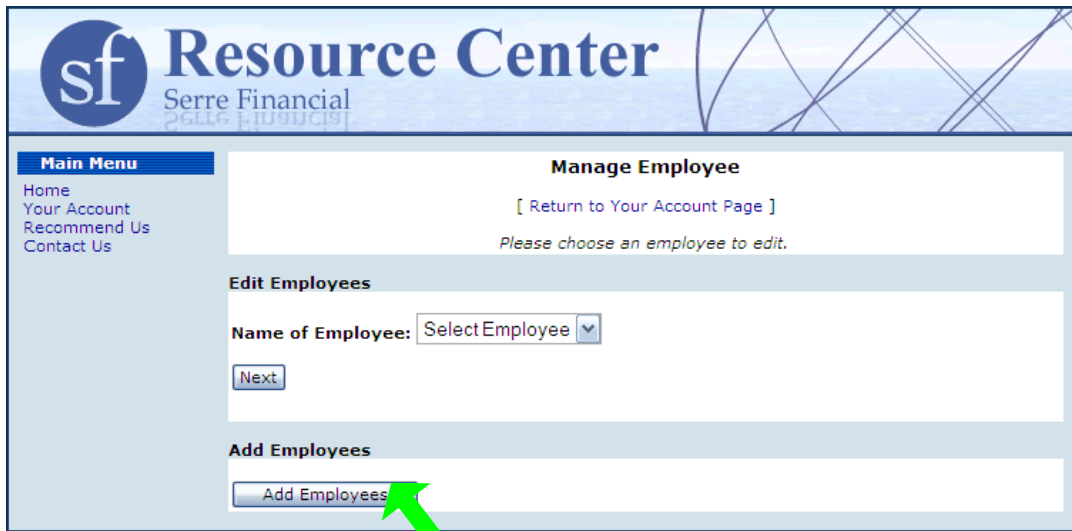 sf
Resource Center
Serre Financial
Main Menu
Home
Your Account
Recommend Us
Contact Us
Manage Employee
[ Return to Your Account Page ]
Please choose an employee to edit.
Edit Employees
Name of Employee: Select Employee
Next
Add Employees
Add Employees